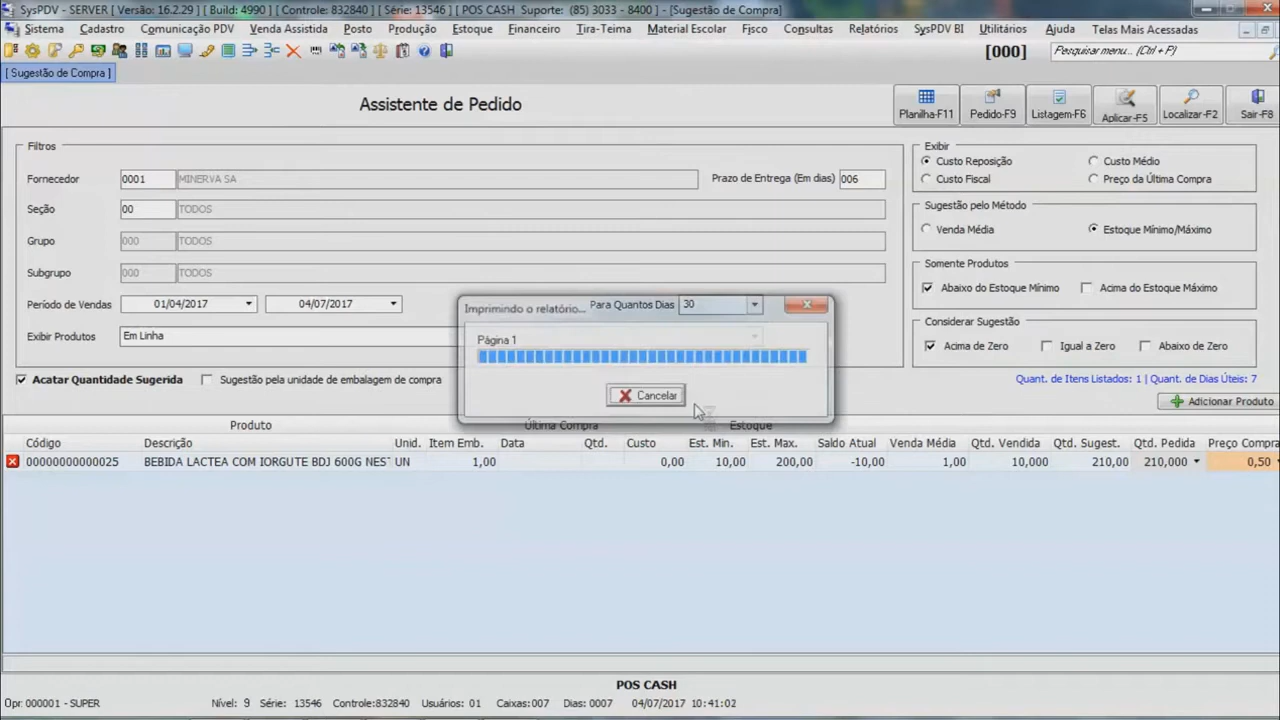 SysPDV - SERVER [ Versão: 16.2.29 ] [ Build: 4990 ] [ Controle: 832840 ] [ Série: 13546 ] [ POS CASH Suporte: (85) 3033 - 8400 ] - [Sugestão de Compra]
Sistema Cadastro Comunicação PDV Venda Assistida Posto Produção Estoque Financeiro Tira-Teima Material Escolar Fisco Consultas Relatórios SysPDV BI Utilitários Ajuda Telas Mais Acessadas
[000] Pesquisar menu... (Ctrl + P)
[ Sugestão de Compra ]
Assistente de Pedido
Planilha-F11 Pedido-F9 Listagem-F6 Aplicar-F5 Localizar-F2 Sair-F8
Filtros
Fornecedor 0001 MINERVA SA Prazo de Entrega (Em dias) 006
Seção 00 TODOS
Grupo 000 TODOS
Subgrupo 000 TODOS
Período de Vendas 01/04/2017 04/07/2017
Exibir Produtos Em Linha
Exibir
Custo Reposição Custo Médio
Custo Fiscal Preço da Última Compra
Sugestão pelo Método
Venda Média Estoque Mínimo/Máximo
Somente Produtos
Abaixo do Estoque Mínimo Acima do Estoque Máximo
Considerar Sugestão
Acima de Zero Igual a Zero Abaixo de Zero
Imprimindo o relatório... Para Quantos Dias 30
Página 1
Cancelar
Acatar Quantidade Sugerida Sugestão pela unidade de embalagem de compra
Quant. de Itens Listados: 1 | Quant. de Dias Úteis: 7
Adicionar Produto
Produto Última Compra Estoque
Código Descrição Unid. Item Emb. Data Qtd. Custo Est. Min. Est. Max. Saldo Atual Venda Média Qtd. Vendida Qtd. Sugest. Qtd. Pedida Preço Compra
00000000000025 BEBIDA LACTEA COM IORGUTE BDJ 600G NEST UN 1,00 0,00 10,00 200,00 -10,00 1,00 10,000 210,00 210,000 0,50
POS CASH
Opr: 000001 - SUPER Nível: 9 Série: 13546 Controle:832840 Usuários: 01 Caixas:007 Dias: 0007 04/07/2017 10:41:02